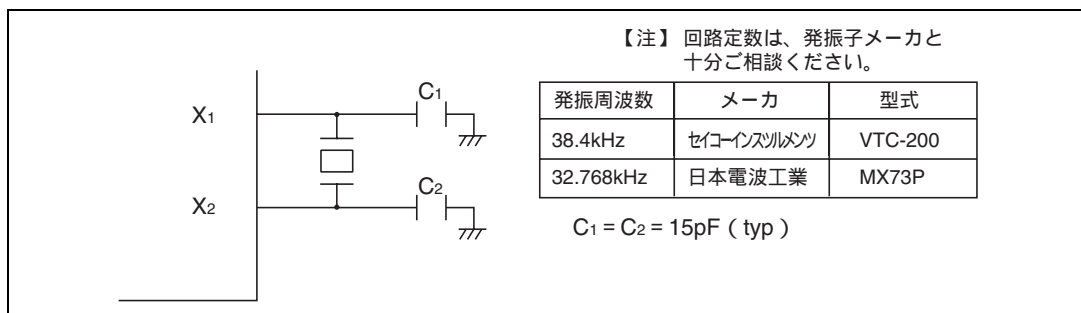 【注】 回路定数は、発振子メーカと
十分ご相談ください。
X1
C1
X2
C2
発振周波数 メーカ 型式
38.4kHz セイコーインスツルメンツ VTC-200
32.768kHz 日本電波工業 MX73P
C1 = C2 = 15pF ( typ )